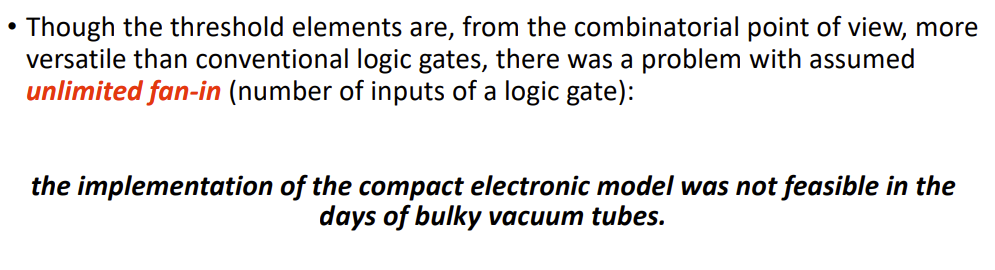 • Though the threshold elements are, from the combinatorial point of view, more
versatile than conventional logic gates, there was a problem with assumed
unlimited fan-in (number of inputs of a logic gate):
the implementation of the compact electronic model was not feasible in the
days of bulky vacuum tubes.